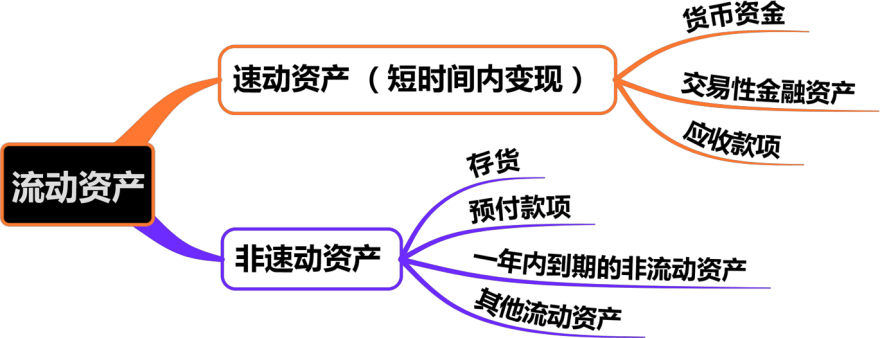 流动资产
速动资产（短时间内变现）
货币资金
交易性金融资产
应收款项
非速动资产
存货
预付款项
一年内到期的非流动资产
其他流动资产